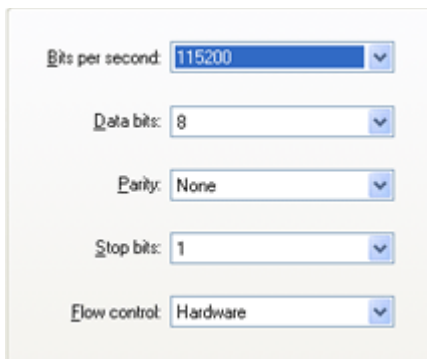 Bits per second: 115200
Data bits: 8
Parity: None
Stop bits: 1
Flow control: Hardware